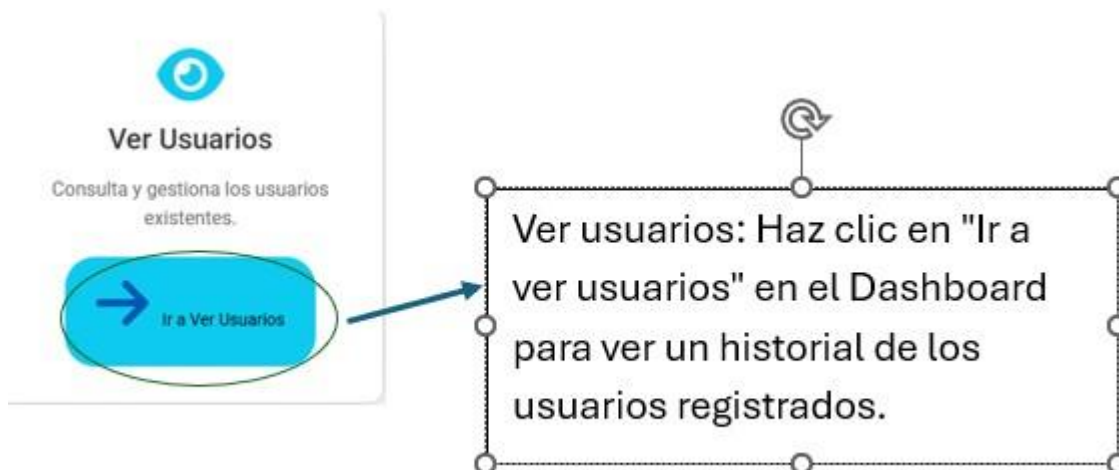 Ver Usuarios
Consulta y gestiona los usuarios
existentes.
Ir a Ver Usuarios
Ver usuarios: Haz clic en "Ir a
ver usuarios" en el Dashboard
para ver un historial de los
usuarios registrados.